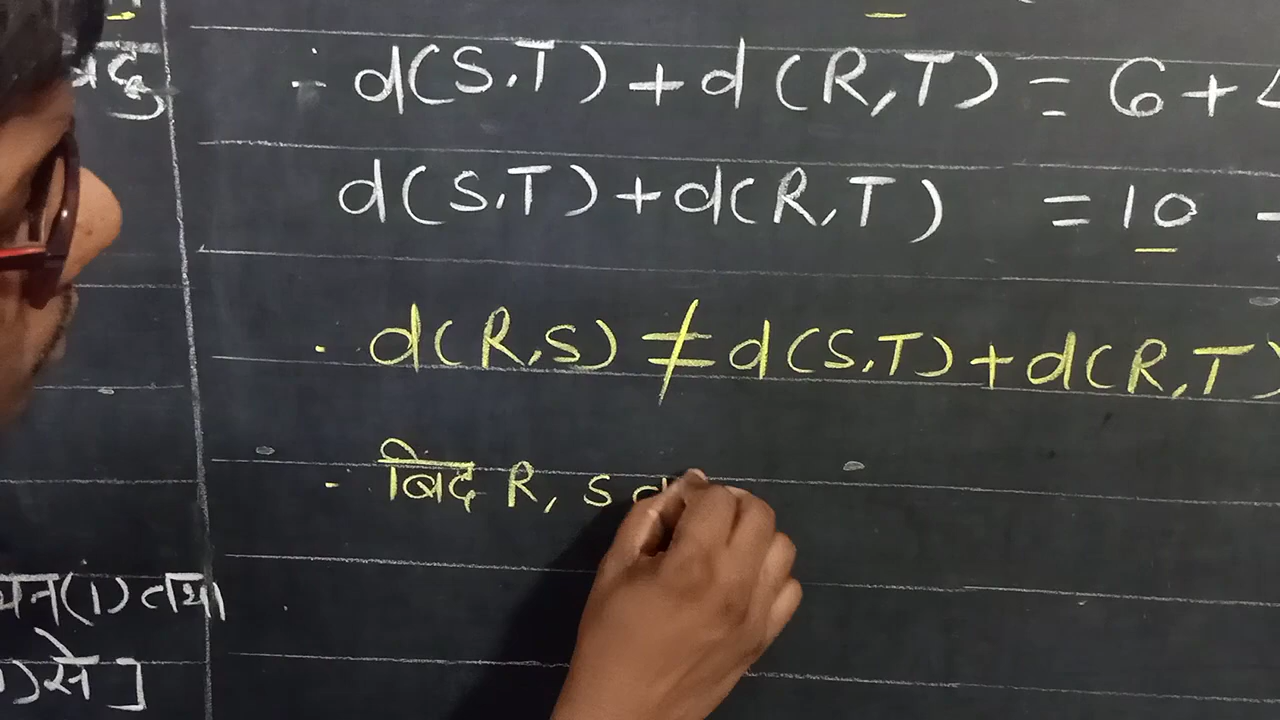 ∴ d(S,T) + d(R,T) = 6 + 4
d(S,T) + d(R,T) = 10 -
∴ d(R,S) ≠ d(S,T) + d(R,T)
∴ बिंदु R, S
(1) तथा
से ]